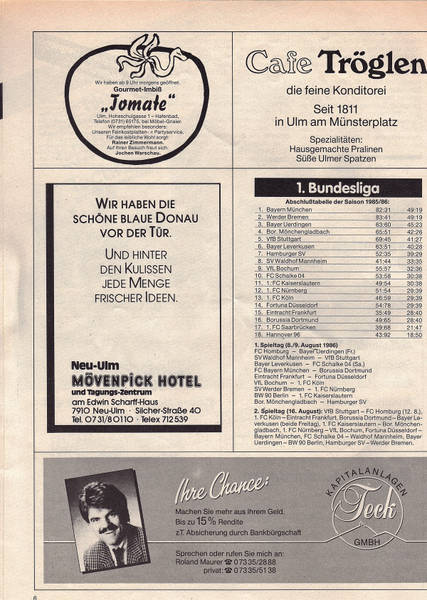 Wir haben ab 9 Uhr morgens geöffnet.
Gourmet-Imbiß
„Tomate"
Ulm, Hoheschulgasse 1 – Hafenbad,
Telefon (0731) 65175, bei Möbel-Graser
Wir empfehlen besonders:
Unseren Feinkostplatten- + Partyservice.
Für das leibliche Wohl sorgt
Rainer Zimmermann.
Auf Ihren Besuch freut sich
Jochen Warschau.
Cafe Tröglen
die feine Konditorei
Seit 1811
in Ulm am Münsterplatz
Spezialitäten:
Hausgemachte Pralinen
Süße Ulmer Spatzen
WIR HABEN DIE
SCHÖNE BLAUE DONAU
VOR DER TÜR.
UND HINTER
DEN KULISSEN
JEDE MENGE
FRISCHER IDEEN.
Neu-Ulm
MÖVENPICK HOTEL
und Tagungs-Zentrum
am Edwin Scharff-Haus
7910 Neu-Ulm · Silcher-Straße 40
Tel. 0731/80110 · Telex 712539
1. Bundesliga
Abschlußtabelle der Saison 1985/86:
1. Bayern München 82:31 49:19
2. Werder Bremen 83:41 49:19
3. Bayer Uerdingen 63:60 45:23
4. Bor. Mönchengladbach 65:51 42:26
5. VfB Stuttgart 69:45 41:27
6. Bayer Leverkusen 63:51 40:28
7. Hamburger SV 52:35 39:29
8. SV Waldhof Mannheim 41:44 33:35
9. VfL Bochum 55:57 32:36
10. FC Schalke 04 53:58 30:38
11. 1. FC Kaiserslautern 49:54 30:38
12. 1. FC Nürnberg 51:54 29:39
13. 1. FC Köln 46:59 29:39
14. Fortuna Düsseldorf 54:78 29:39
15. Eintracht Frankfurt 35:49 28:40
16. Borussia Dortmund 49:65 28:40
17. 1. FC Saarbrücken 39:68 21:47
18. Hannover 96 43:92 18:50
1. Spieltag (8./9. August 1986)
FC Homburg – Bayer Uerdingen (Fr.)
SV Waldhof Mannheim – VfB Stuttgart
Bayer Leverkusen – FC Schalke 04 (Sa.)
FC Bayern München – Borussia Dortmund
Eintracht Frankfurt – Fortuna Düsseldorf
VfL Bochum – 1. FC Köln
SV Werder Bremen – 1. FC Nürnberg
BW 90 Berlin – 1. FC Kaiserslautern
Bor. Mönchengladbach – Hamburger SV
2. Spieltag (16. August): VfB Stuttgart – FC Homburg (12. 8.),
1. FC Köln – Eintracht Frankfurt, Borussia Dortmund – Bayer
Leverkusen (beide Freitag), 1. FC Kaiserslautern – Bor. Mönchen-
gladbach, 1. FC Nürnberg – VfL Bochum, Fortuna Düsseldorf –
Bayern München, FC Schalke 04 – Waldhof Mannheim, Bayer
Uerdingen – BW 90 Berlin, Hamburger SV – Werder Bremen.
Ihre Chance:
Machen Sie mehr aus Ihrem Geld.
Bis zu 15% Rendite
z.T. Absicherung durch Bankbürgschaft
Sprechen oder rufen Sie mich an:
Roland Maurer ☎ 07335/2888
privat: ☎ 07335/5138
KAPITALANLAGEN
Teck
GMBH
6